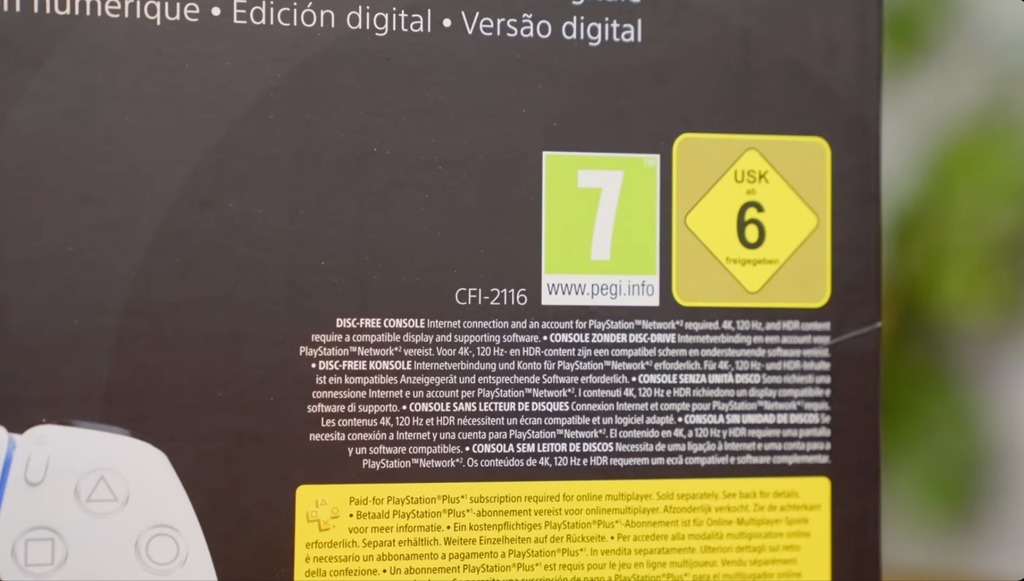 numérique • Edición digital • Versão digital
7
www.pegi.info
USK
ab
6
freigegeben
CFI-2116
DISC-FREE CONSOLE Internet connection and an account for PlayStation™Network*² required. 4K, 120 Hz, and HDR content
require a compatible display and supporting software. • CONSOLE ZONDER DISC-DRIVE Internetverbinding en een account voor
PlayStation™Network*² vereist. Voor 4K-, 120 Hz- en HDR-content zijn een compatibel scherm en ondersteunende software vereist.
• DISC-FREIE KONSOLE Internetverbindung und Konto für PlayStation™Network*² erforderlich. Für 4K-, 120 Hz- und HDR-Inhalte
ist ein kompatibles Anzeigegerät und entsprechende Software erforderlich. • CONSOLE SENZA UNITÀ DISCO Sono richiesti una
connessione Internet e un account per PlayStation™Network*². I contenuti 4K, 120 Hz e HDR richiedono un display compatibile e
software di supporto. • CONSOLE SANS LECTEUR DE DISQUES Connexion Internet et compte pour PlayStation™Network*² requis.
Les contenus 4K, 120 Hz et HDR nécessitent un écran compatible et un logiciel adapté. • CONSOLA SIN UNIDAD DE DISCOS Se
necesita conexión a Internet y una cuenta para PlayStation™Network*². El contenido en 4K, a 120 Hz y HDR requiere una pantalla
y un software compatibles. • CONSOLA SEM LEITOR DE DISCOS Necessita de uma ligação à Internet e uma conta para a
PlayStation™Network*². Os conteúdos de 4K, 120 Hz e HDR requerem um ecrã compatível e software complementar.
Paid-for PlayStation®Plus*¹ subscription required for online multiplayer. Sold separately. See back for details.
• Betaald PlayStation®Plus*¹-abonnement vereist voor onlinemultiplayer. Afzonderlijk verkocht. Zie de achterkant
voor meer informatie. • Ein kostenpflichtiges PlayStation®Plus*¹-Abonnement ist für Online-Multiplayer-Spiele
erforderlich. Separat erhältlich. Weitere Einzelheiten auf der Rückseite. • Per accedere alla modalità multigiocatore online
è necessario un abbonamento a pagamento a PlayStation®Plus*¹. In vendita separatamente. Ulteriori dettagli sul retro
della confezione. • Un abonnement PlayStation®Plus*¹ est requis pour le jeu en ligne multijoueur. Vendu séparément.